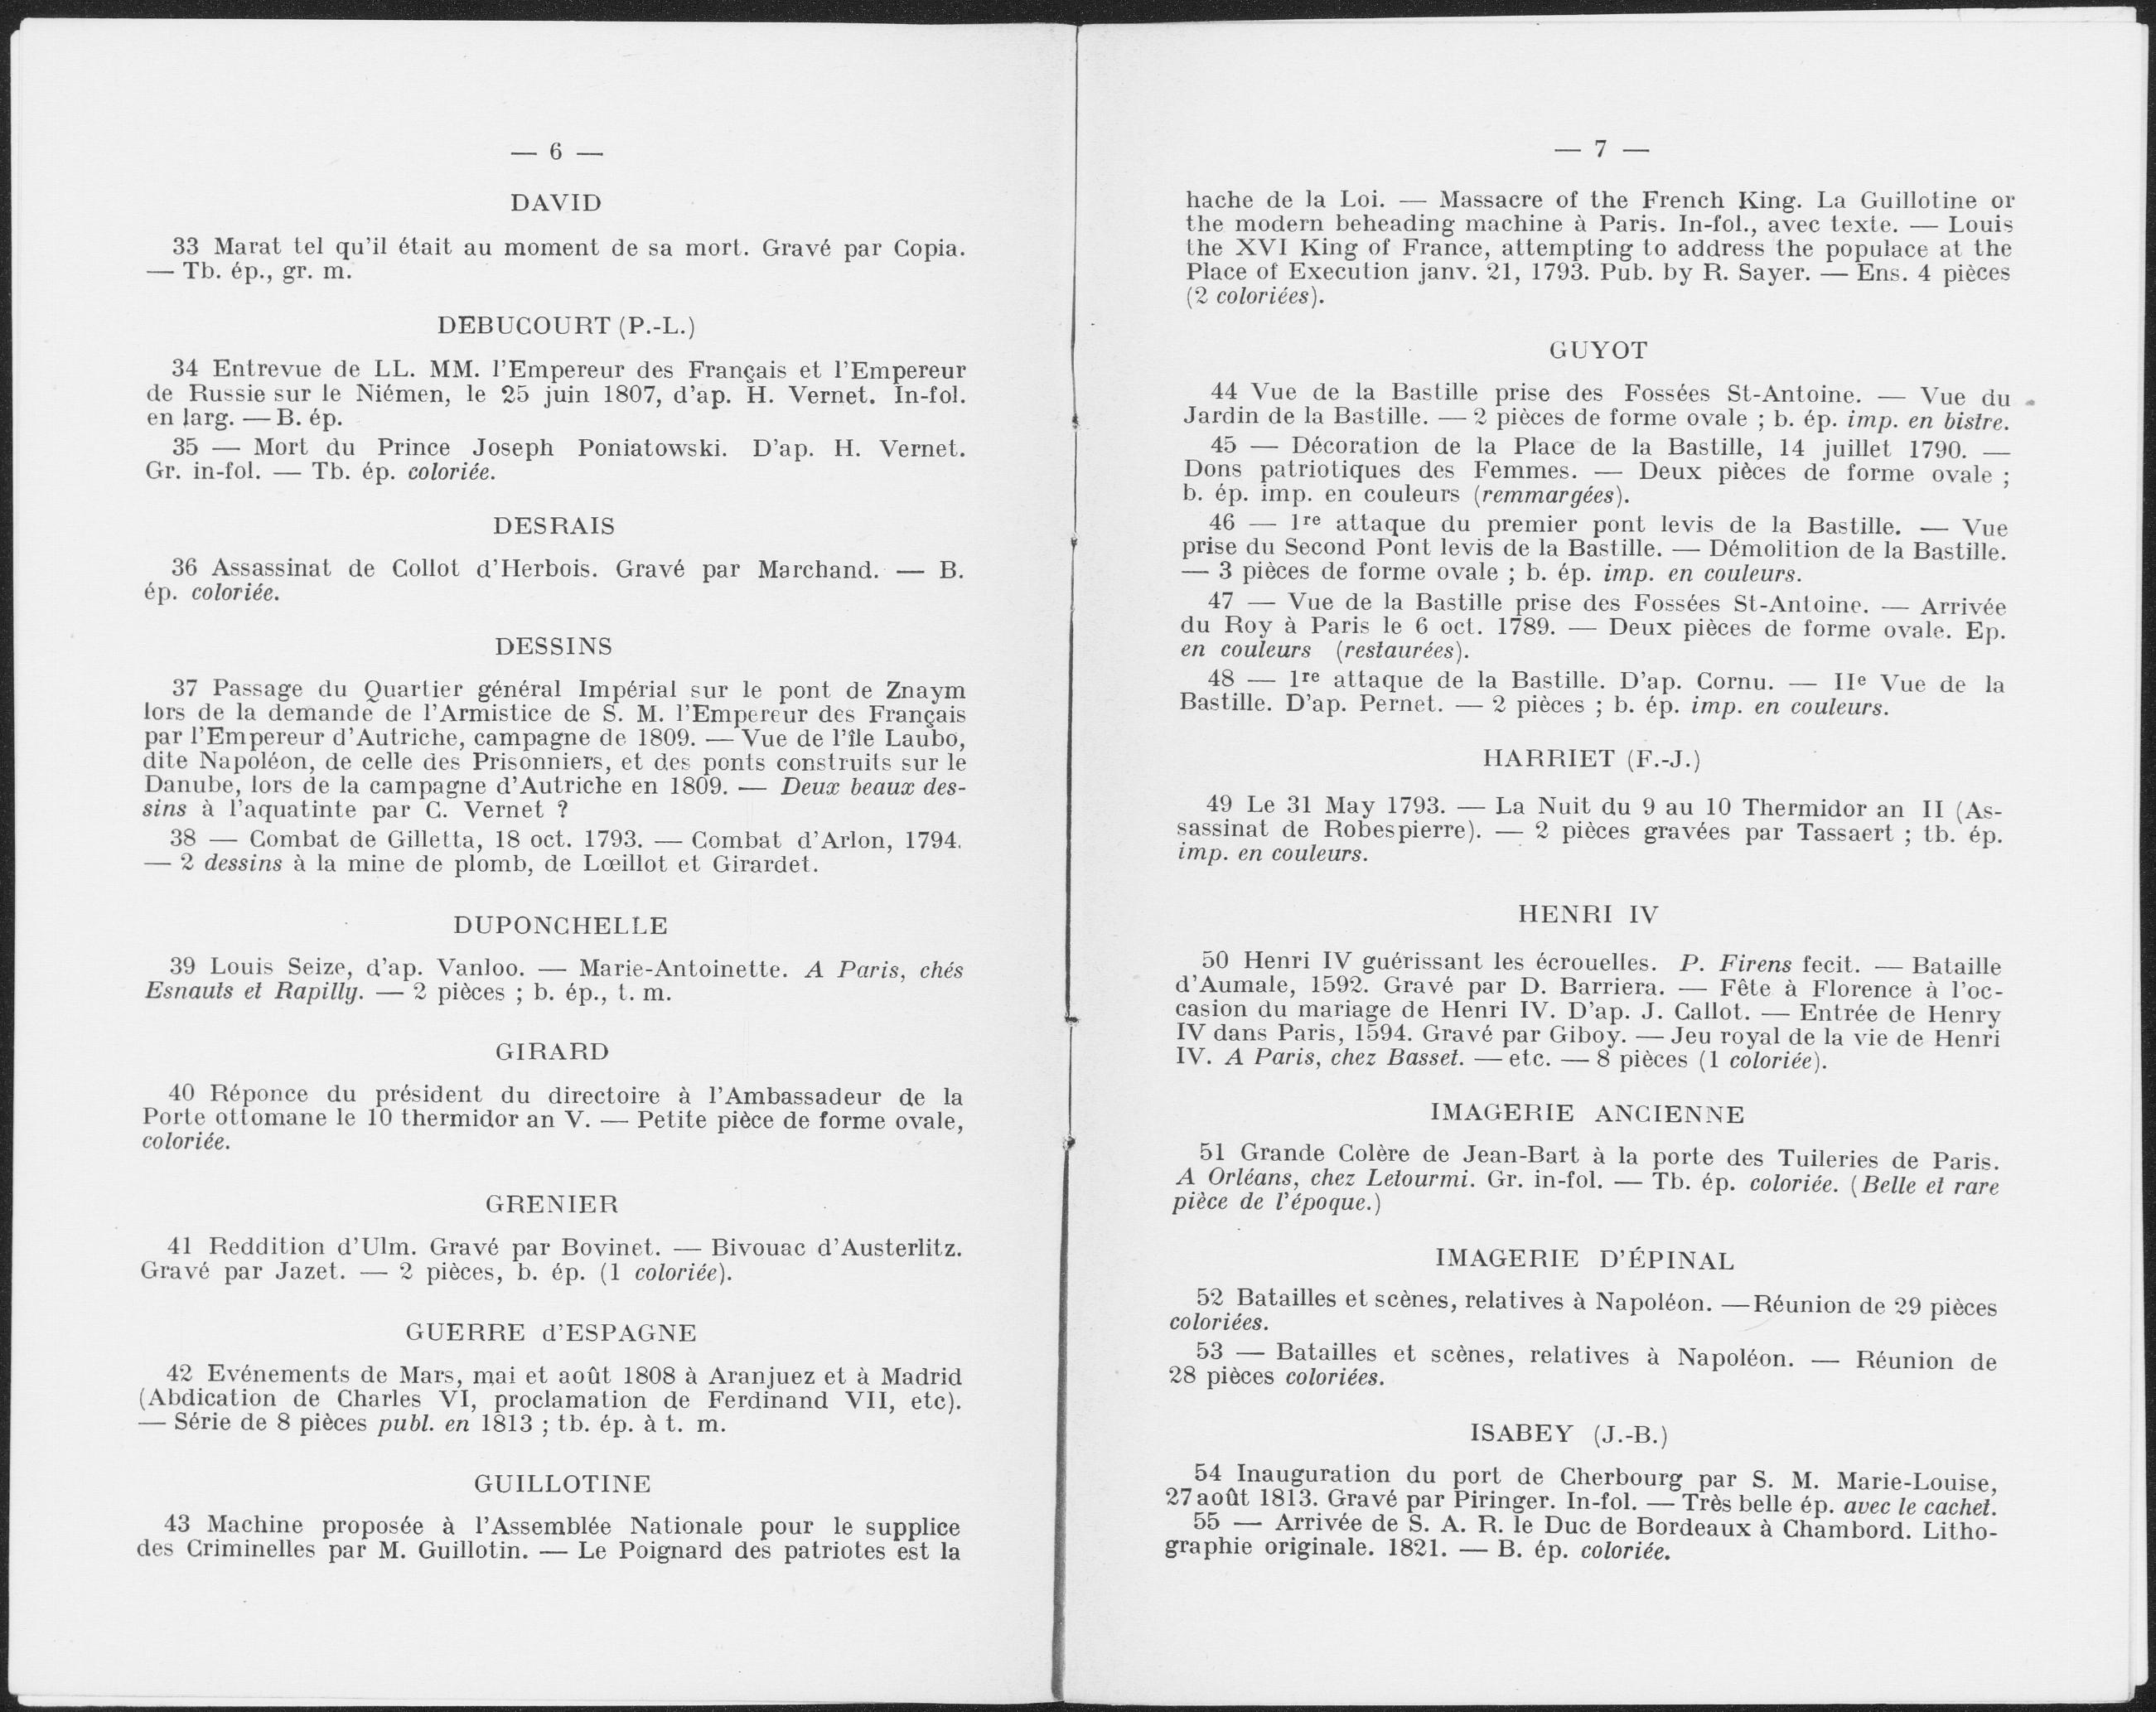 — 6 —
DAVID
33 Marat tel qu'il était au moment de sa mort. Gravé par Copia.
— Tb. ép., gr. m.
DEBUCOURT (P.-L.)
34 Entrevue de LL. MM. l'Empereur des Français et l'Empereur
de Russie sur le Niémen, le 25 juin 1807, d'ap. H. Vernet. In-fol.
en larg. — B. ép.
35 — Mort du Prince Joseph Poniatowski. D'ap. H. Vernet.
Gr. in-fol. — Tb. ép. coloriée.
DESRAIS
36 Assassinat de Collot d'Herbois. Gravé par Marchand. — B.
ép. coloriée.
DESSINS
37 Passage du Quartier général Impérial sur le pont de Znaym
lors de la demande de l'Armistice de S. M. l'Empereur des Français
par l'Empereur d'Autriche, campagne de 1809. — Vue de l'île Laubo,
dite Napoléon, de celle des Prisonniers, et des ponts construits sur le
Danube, lors de la campagne d'Autriche en 1809. — Deux beaux des-
sins à l'aquatinte par C. Vernet ?
38 — Combat de Gilletta, 18 oct. 1793. — Combat d'Arlon, 1794.
— 2 dessins à la mine de plomb, de Lœillot et Girardet.
DUPONCHELLE
39 Louis Seize, d'ap. Vanloo. — Marie-Antoinette. A Paris, chés
Esnauts et Rapilly. — 2 pièces ; b. ép., t. m.
GIRARD
40 Réponce du président du directoire à l'Ambassadeur de la
Porte ottomane le 10 thermidor an V. — Petite pièce de forme ovale,
coloriée.
GRENIER
41 Reddition d'Ulm. Gravé par Bovinet. — Bivouac d'Austerlitz.
Gravé par Jazet. — 2 pièces, b. ép. (1 coloriée).
GUERRE d'ESPAGNE
42 Evénements de Mars, mai et août 1808 à Aranjuez et à Madrid
(Abdication de Charles VI, proclamation de Ferdinand VII, etc).
— Série de 8 pièces publ. en 1813 ; tb. ép. à t. m.
GUILLOTINE
43 Machine proposée à l'Assemblée Nationale pour le supplice
des Criminelles par M. Guillotin. — Le Poignard des patriotes est la
— 7 —
hache de la Loi. — Massacre of the French King. La Guillotine or
the modern beheading machine à Paris. In-fol., avec texte. — Louis
the XVI King of France, attempting to address the populace at the
Place of Execution janv. 21, 1793. Pub. by R. Sayer. — Ens. 4 pièces
(2 coloriées).
GUYOT
44 Vue de la Bastille prise des Fossées St-Antoine. — Vue du
Jardin de la Bastille. — 2 pièces de forme ovale ; b. ép. imp. en bistre.
45 — Décoration de la Place de la Bastille, 14 juillet 1790. —
Dons patriotiques des Femmes. — Deux pièces de forme ovale ;
b. ép. imp. en couleurs (remmargées).
46 — 1re attaque du premier pont levis de la Bastille. — Vue
prise du Second Pont levis de la Bastille. — Démolition de la Bastille.
— 3 pièces de forme ovale ; b. ép. imp. en couleurs.
47 — Vue de la Bastille prise des Fossées St-Antoine. — Arrivée
du Roy à Paris le 6 oct. 1789. — Deux pièces de forme ovale. Ep.
en couleurs (restaurées).
48 — 1re attaque de la Bastille. D'ap. Cornu. — IIe Vue de la
Bastille. D'ap. Pernet. — 2 pièces ; b. ép. imp. en couleurs.
HARRIET (F.-J.)
49 Le 31 May 1793. — La Nuit du 9 au 10 Thermidor an II (As-
sassinat de Robespierre). — 2 pièces gravées par Tassaert ; tb. ép.
imp. en couleurs.
HENRI IV
50 Henri IV guérissant les écrouelles. P. Firens fecit. — Bataille
d'Aumale, 1592. Gravé par D. Barriera. — Fête à Florence à l'oc-
casion du mariage de Henri IV. D'ap. J. Callot. — Entrée de Henry
IV dans Paris, 1594. Gravé par Giboy. — Jeu royal de la vie de Henri
IV. A Paris, chez Basset. — etc. — 8 pièces (1 coloriée).
IMAGERIE ANCIENNE
51 Grande Colère de Jean-Bart à la porte des Tuileries de Paris.
A Orléans, chez Letourmi. Gr. in-fol. — Tb. ép. coloriée. (Belle et rare
pièce de l'époque.)
IMAGERIE D'ÉPINAL
52 Batailles et scènes, relatives à Napoléon. — Réunion de 29 pièces
coloriées.
53 — Batailles et scènes, relatives à Napoléon. — Réunion de
28 pièces coloriées.
ISABEY (J.-B.)
54 Inauguration du port de Cherbourg par S. M. Marie-Louise,
27 août 1813. Gravé par Piringer. In-fol. — Très belle ép. avec le cachet.
55 — Arrivée de S. A. R. le Duc de Bordeaux à Chambord. Litho-
graphie originale. 1821. — B. ép. coloriée.